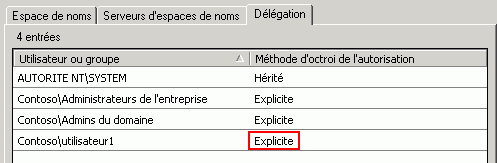 Espace de noms
Serveurs d'espaces de noms
Délégation
4 entrées
Utilisateur ou groupe
Méthode d'octroi de l'autorisation
AUTORITE NT\SYSTEM
Hérité
Contoso\Administrateurs de l'entreprise
Explicite
Contoso\Admins du domaine
Explicite
Contoso\utilisateur1
Explicite